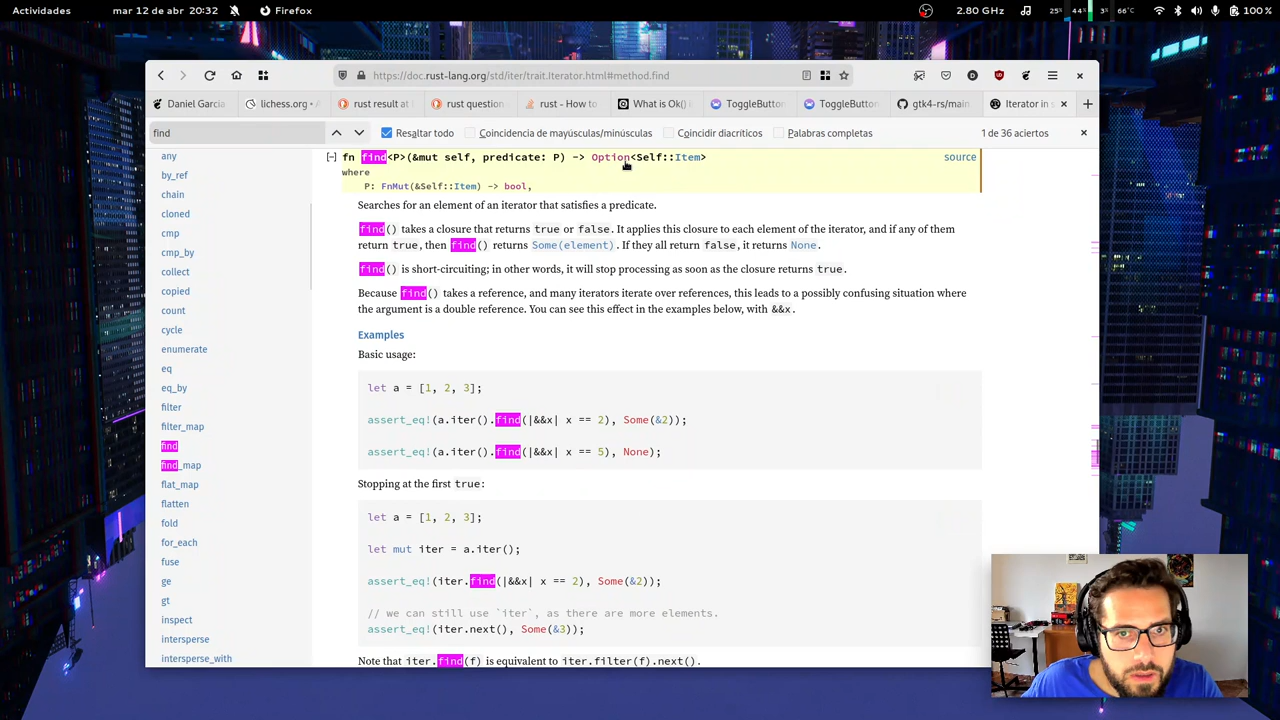 Actividades mar 12 de abr 20:32 Firefox 2.80 GHz 25% 44% 3% 66°C 100 %
https://doc.rust-lang.org/std/iter/trait.Iterator.html#method.find
Daniel Garcia lichess.org • rust result at rust question rust - How to What is Ok() ToggleButton ToggleButton gtk4-rs/main Iterator in s
find Resaltar todo Coincidencia de mayúsculas/minúsculas Coincidir diacríticos Palabras completas 1 de 36 aciertos
any
by_ref
chain
cloned
cmp
cmp_by
collect
copied
count
cycle
enumerate
eq
eq_by
filter
filter_map
find
find_map
flat_map
flatten
fold
for_each
fuse
ge
gt
inspect
intersperse
intersperse_with
[-] fn find<P>(&mut self, predicate: P) -> Option<Self::Item> source
where
P: FnMut(&Self::Item) -> bool,
Searches for an element of an iterator that satisfies a predicate.
find() takes a closure that returns true or false. It applies this closure to each element of the iterator, and if any of them
return true, then find() returns Some(element). If they all return false, it returns None.
find() is short-circuiting; in other words, it will stop processing as soon as the closure returns true.
Because find() takes a reference, and many iterators iterate over references, this leads to a possibly confusing situation where
the argument is a double reference. You can see this effect in the examples below, with &&x.
Examples
Basic usage:
let a = [1, 2, 3];
assert_eq!(a.iter().find(|&&x| x == 2), Some(&2));
assert_eq!(a.iter().find(|&&x| x == 5), None);
Stopping at the first true:
let a = [1, 2, 3];
let mut iter = a.iter();
assert_eq!(iter.find(|&&x| x == 2), Some(&2));
// we can still use `iter`, as there are more elements.
assert_eq!(iter.next(), Some(&3));
Note that iter.find(f) is equivalent to iter.filter(f).next().